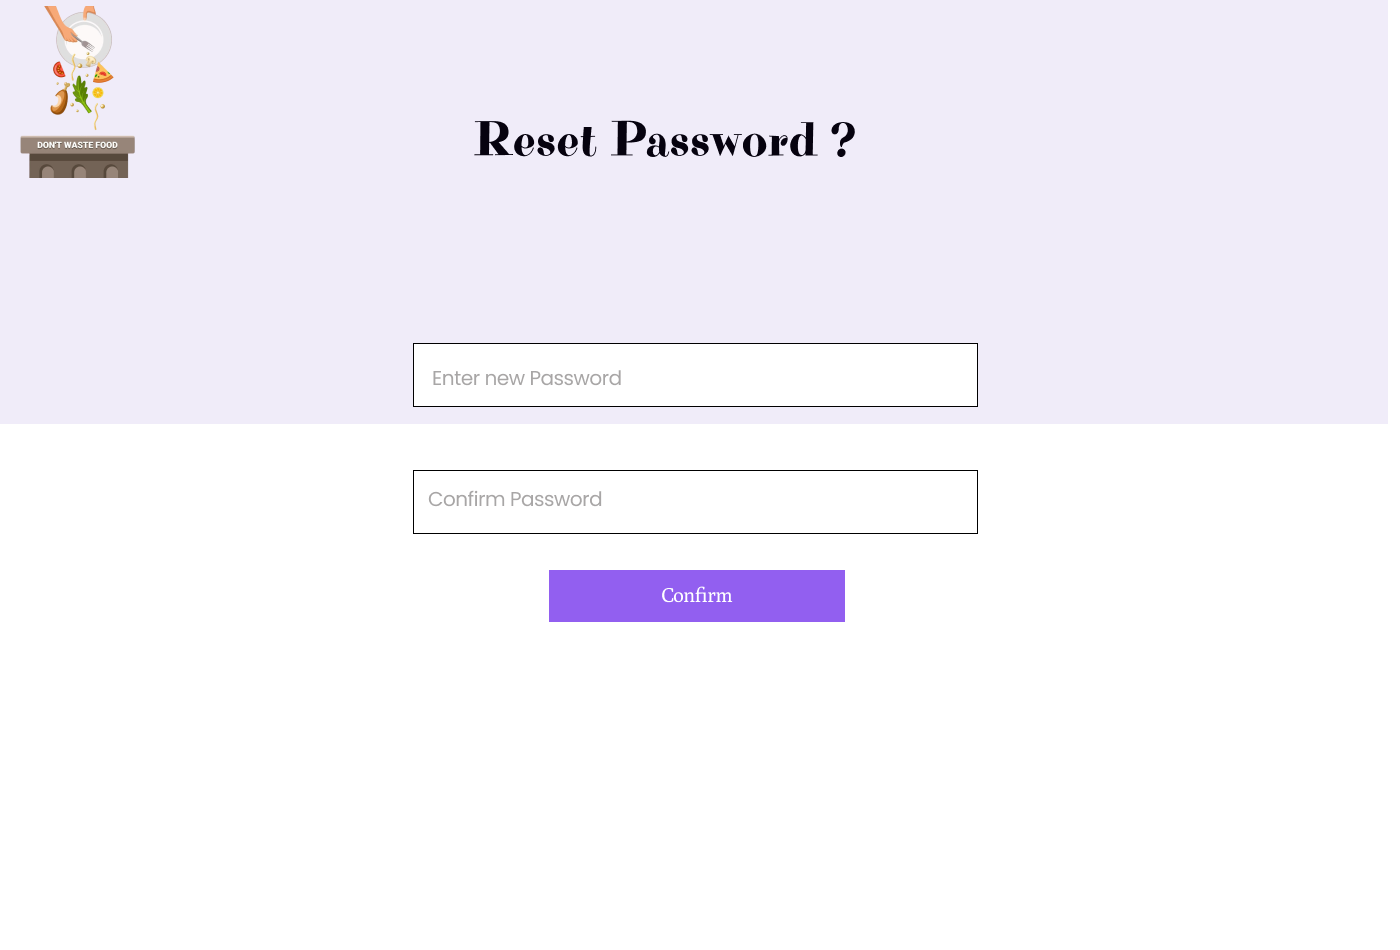 DON'T WASTE FOOD
Reset Password ?
Enter new Password
Confirm Password
Confirm